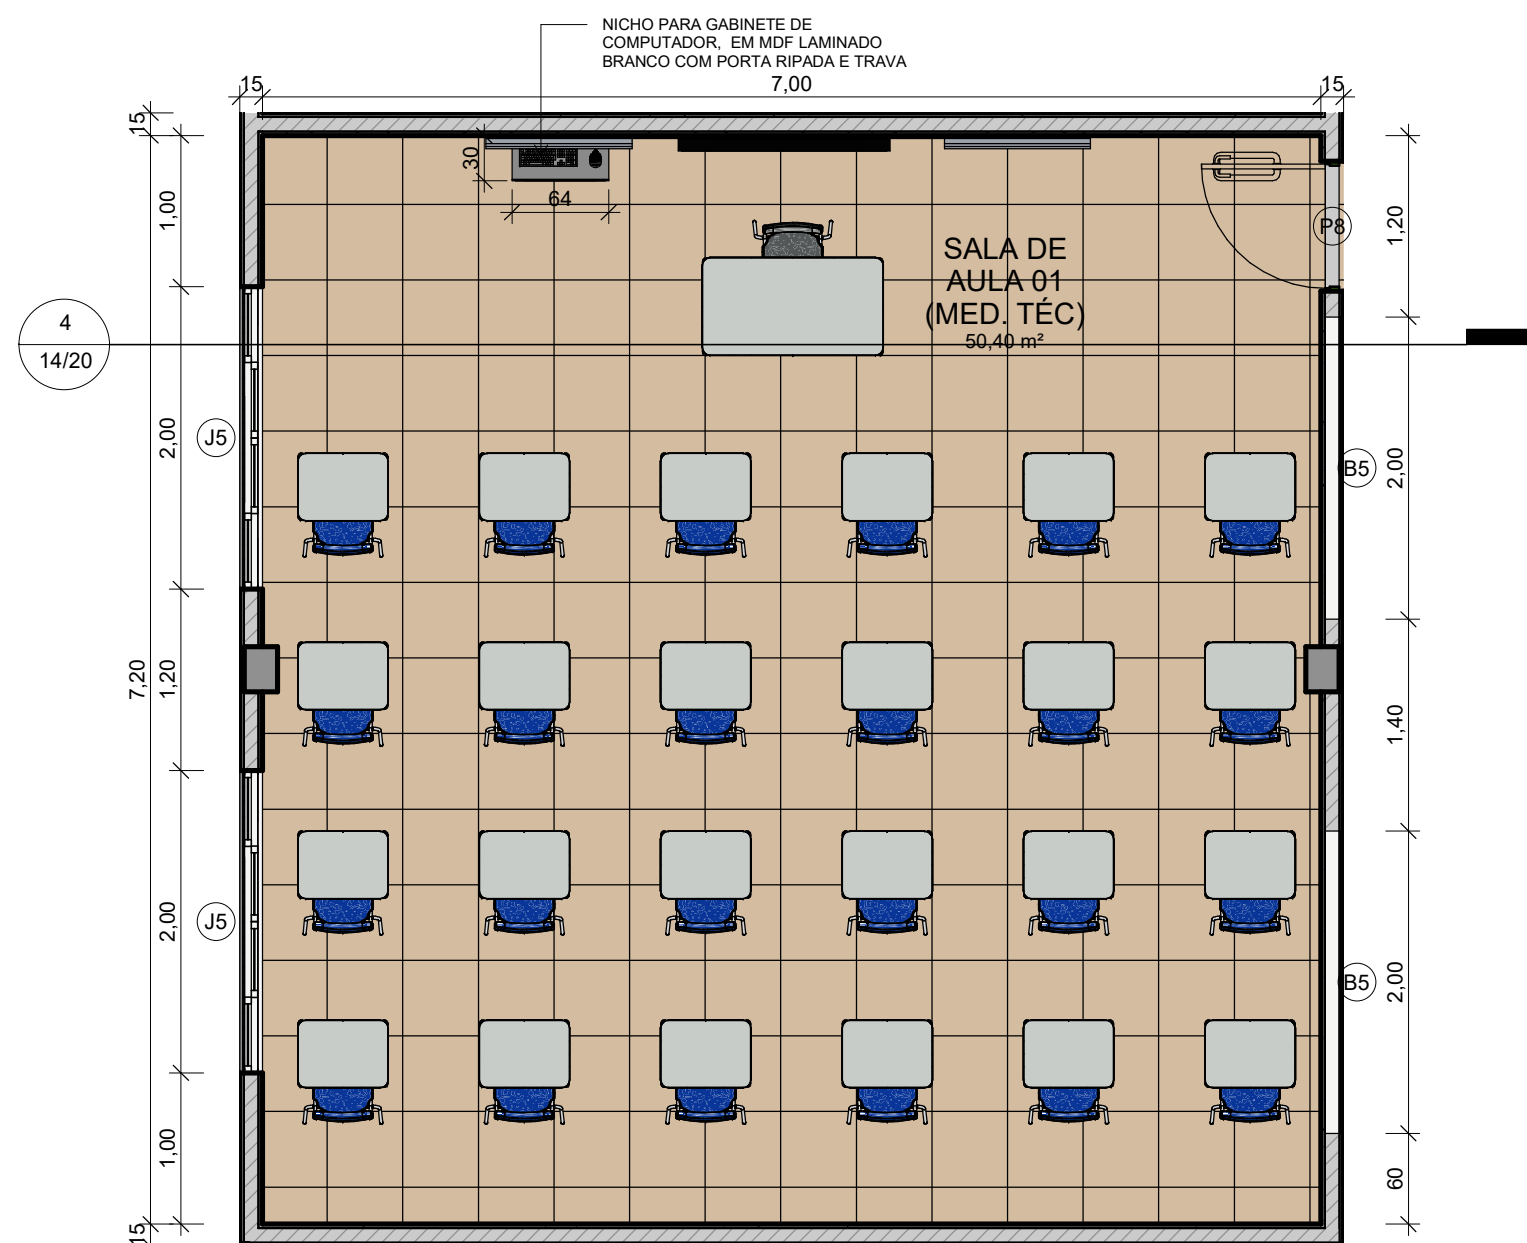 NICHO PARA GABINETE DE
COMPUTADOR, EM MDF LAMINADO
BRANCO COM PORTA RIPADA E TRAVA
15
7,00
15
15
30
64
1,00
1,20
P8
SALA DE
AULA 01
(MED. TÉC)
50,40 m²
4
14/20
2,00
J5
B5
2,00
7,20
1,20
1,40
2,00
J5
B5
2,00
1,00
60
15